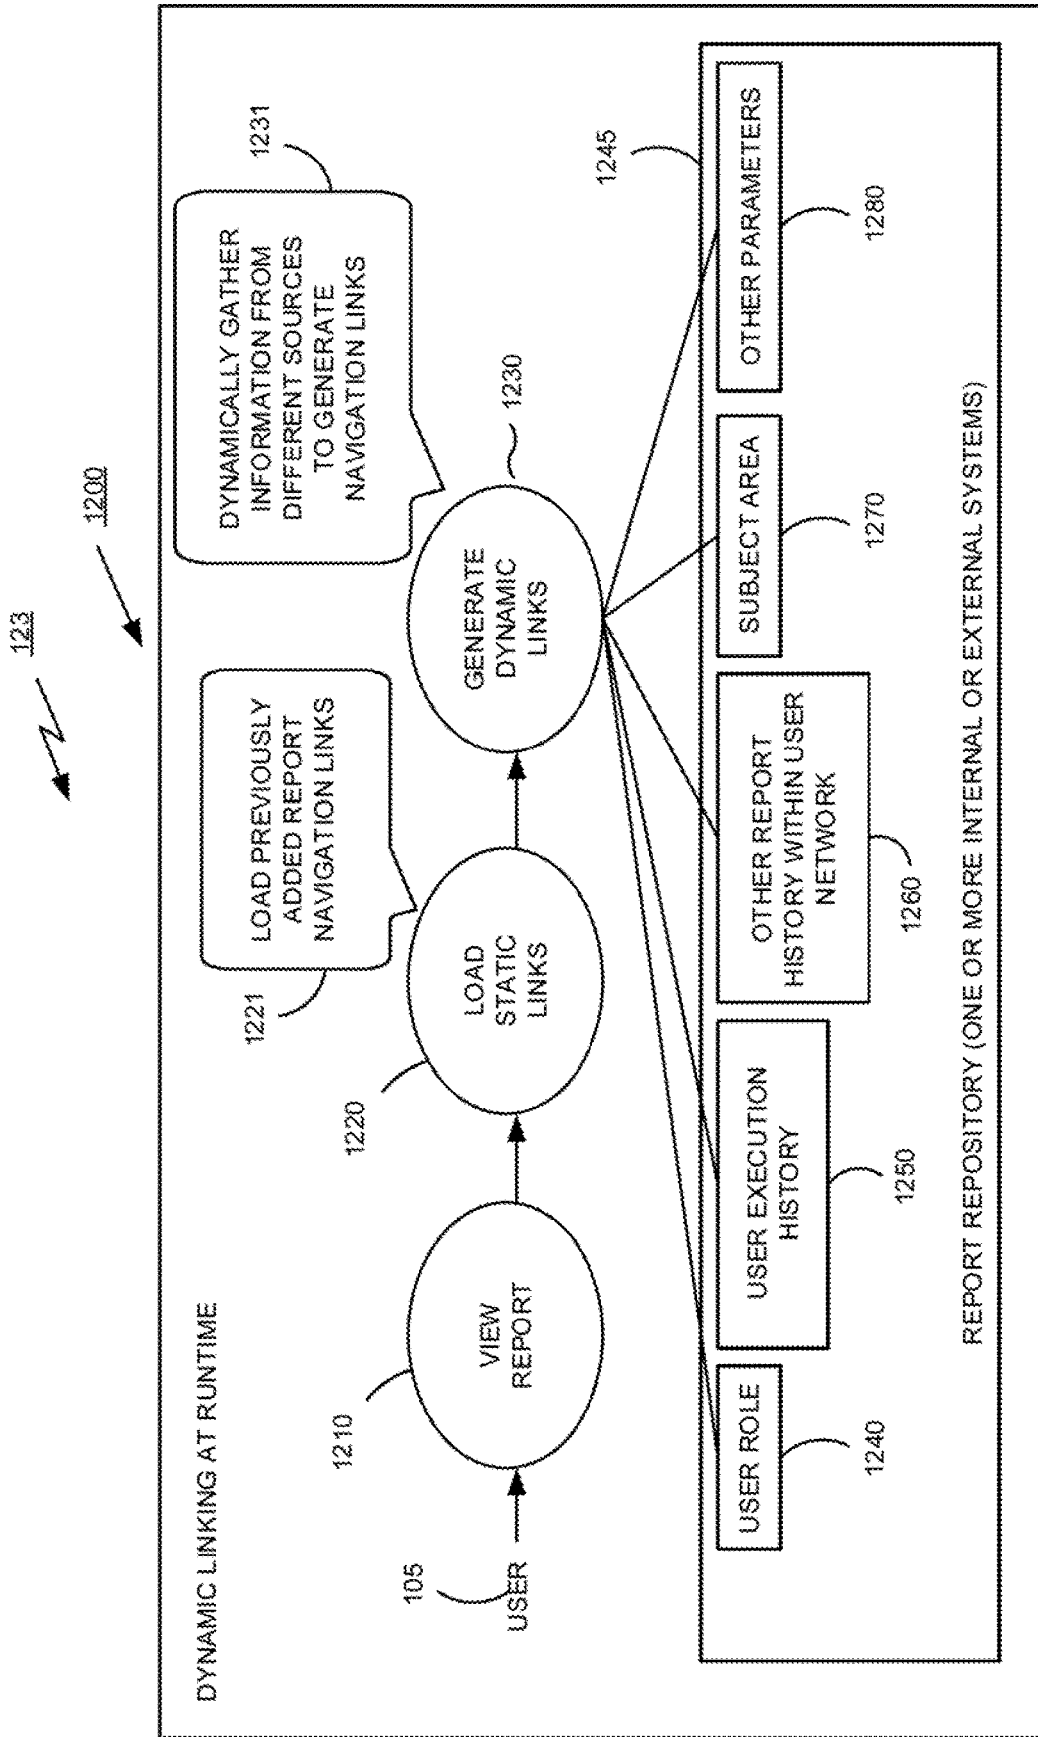 123
1200
DYNAMIC LINKING AT RUNTIME
1221
LOAD PREVIOUSLY
ADDED REPORT
NAVIGATION LINKS
DYNAMICALLY GATHER
INFORMATION FROM
DIFFERENT SOURCES
TO GENERATE
NAVIGATION LINKS
1231
105
USER
1210
VIEW
REPORT
1220
LOAD
STATIC
LINKS
GENERATE
DYNAMIC
LINKS
1230
1245
USER ROLE
1240
USER EXECUTION
HISTORY
1250
OTHER REPORT
HISTORY WITHIN USER
NETWORK
1260
SUBJECT AREA
1270
OTHER PARAMETERS
1280
REPORT REPOSITORY (ONE OR MORE INTERNAL OR EXTERNAL SYSTEMS)